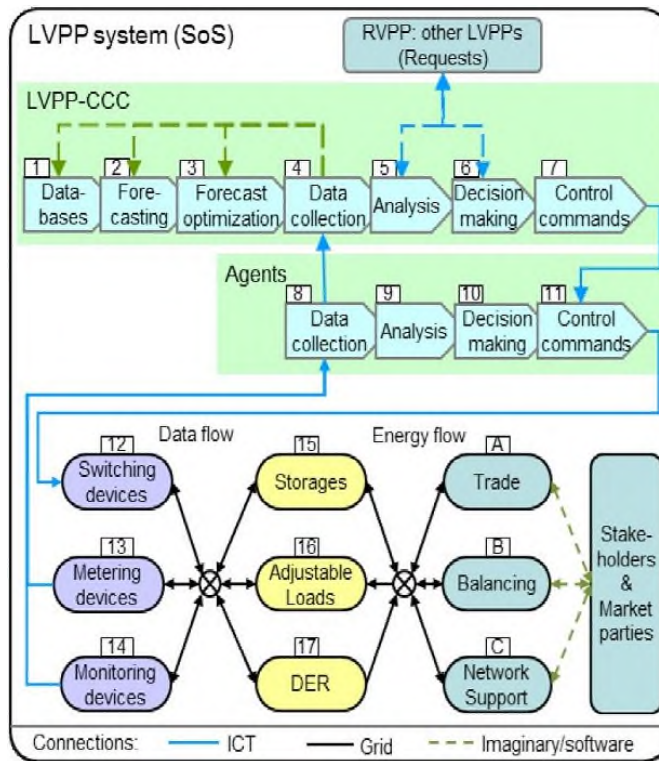 LVPP system (SoS)
RVPP: other LVPPs
(Requests)
LVPP-CCC
1
2
3
4
5
6
7
Data-
bases
Fore-
casting
Forecast
optimization
Data
collection
Analysis
Decision
making
Control
commands
Agents
8
9
10
11
Data
collection
Analysis
Decision
making
Control
commands
12
Data flow
15
Energy flow
A
Switching
devices
Storages
Trade
13
16
B
Metering
devices
Adjustable
Loads
Balancing
Stake-
holders
&
Market
parties
14
17
C
Monitoring
devices
DER
Network
Support
Connections:
ICT
Grid
Imaginary/software